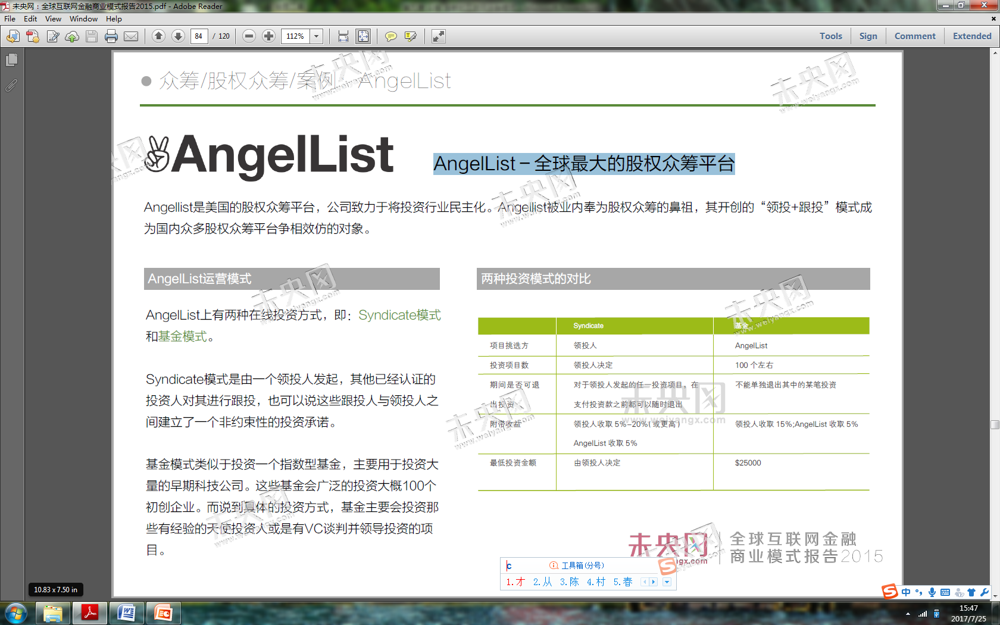 未央网：全球互联网金融商业模式报告2015.pdf - Adobe Reader
File Edit View Window Help
84 / 120 112% Tools Sign Comment Extended
众筹/股权众筹/案例 AngelList
AngelList
AngelList－全球最大的股权众筹平台
Angellist是美国的股权众筹平台，公司致力于将投资行业民主化。Angellist被业内奉为股权众筹的鼻祖，其开创的“领投+跟投”模式成
为国内众多股权众筹平台争相效仿的对象。
AngelList运营模式
AngelList上有两种在线投资方式，即：Syndicate模式
和基金模式。
Syndicate模式是由一个领投人发起，其他已经认证的
投资人对其进行跟投，也可以说这些跟投人与领投人之
间建立了一个非约束性的投资承诺。
基金模式类似于投资一个指数型基金，主要用于投资大
量的早期科技公司。这些基金会广泛的投资大概100个
初创企业。而说到具体的投资方式，基金主要会投资那
些有经验的天使投资人或是有VC谈判并领导投资的项
目。
两种投资模式的对比
Syndicate 基金
项目挑选方 领投人 AngelList
投资项目数 领投人决定 100 个左右
期间是否可退 对于领投人发起的任一投资项目，在 不能单独退出其中的某笔投资
出投资 支付投资款之前都可以随时退出
附带收益 领投人收取 5%-20%(或更高) 领投人收取 15%;AngelList 收取 5%
AngelList 收取 5%
最低投资金额 由领投人决定 $25000
未央网
www.weiyangx.com
未央网 全球互联网金融
gx.com 商业模式报告2015
c 工具箱(分号)
1.才 2.从 3.陈 4.村 5.春
10.83 x 7.50 in
中
15:47
2017/7/25